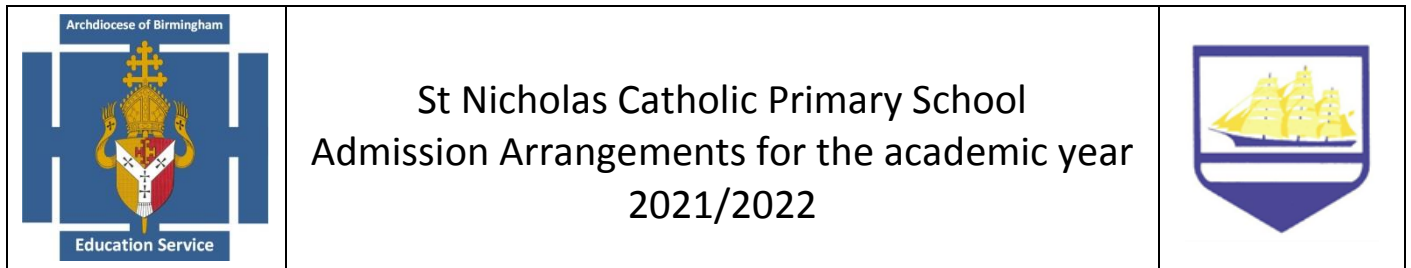 Archdiocese of Birmingham
Education Service
St Nicholas Catholic Primary School
Admission Arrangements for the academic year
2021/2022